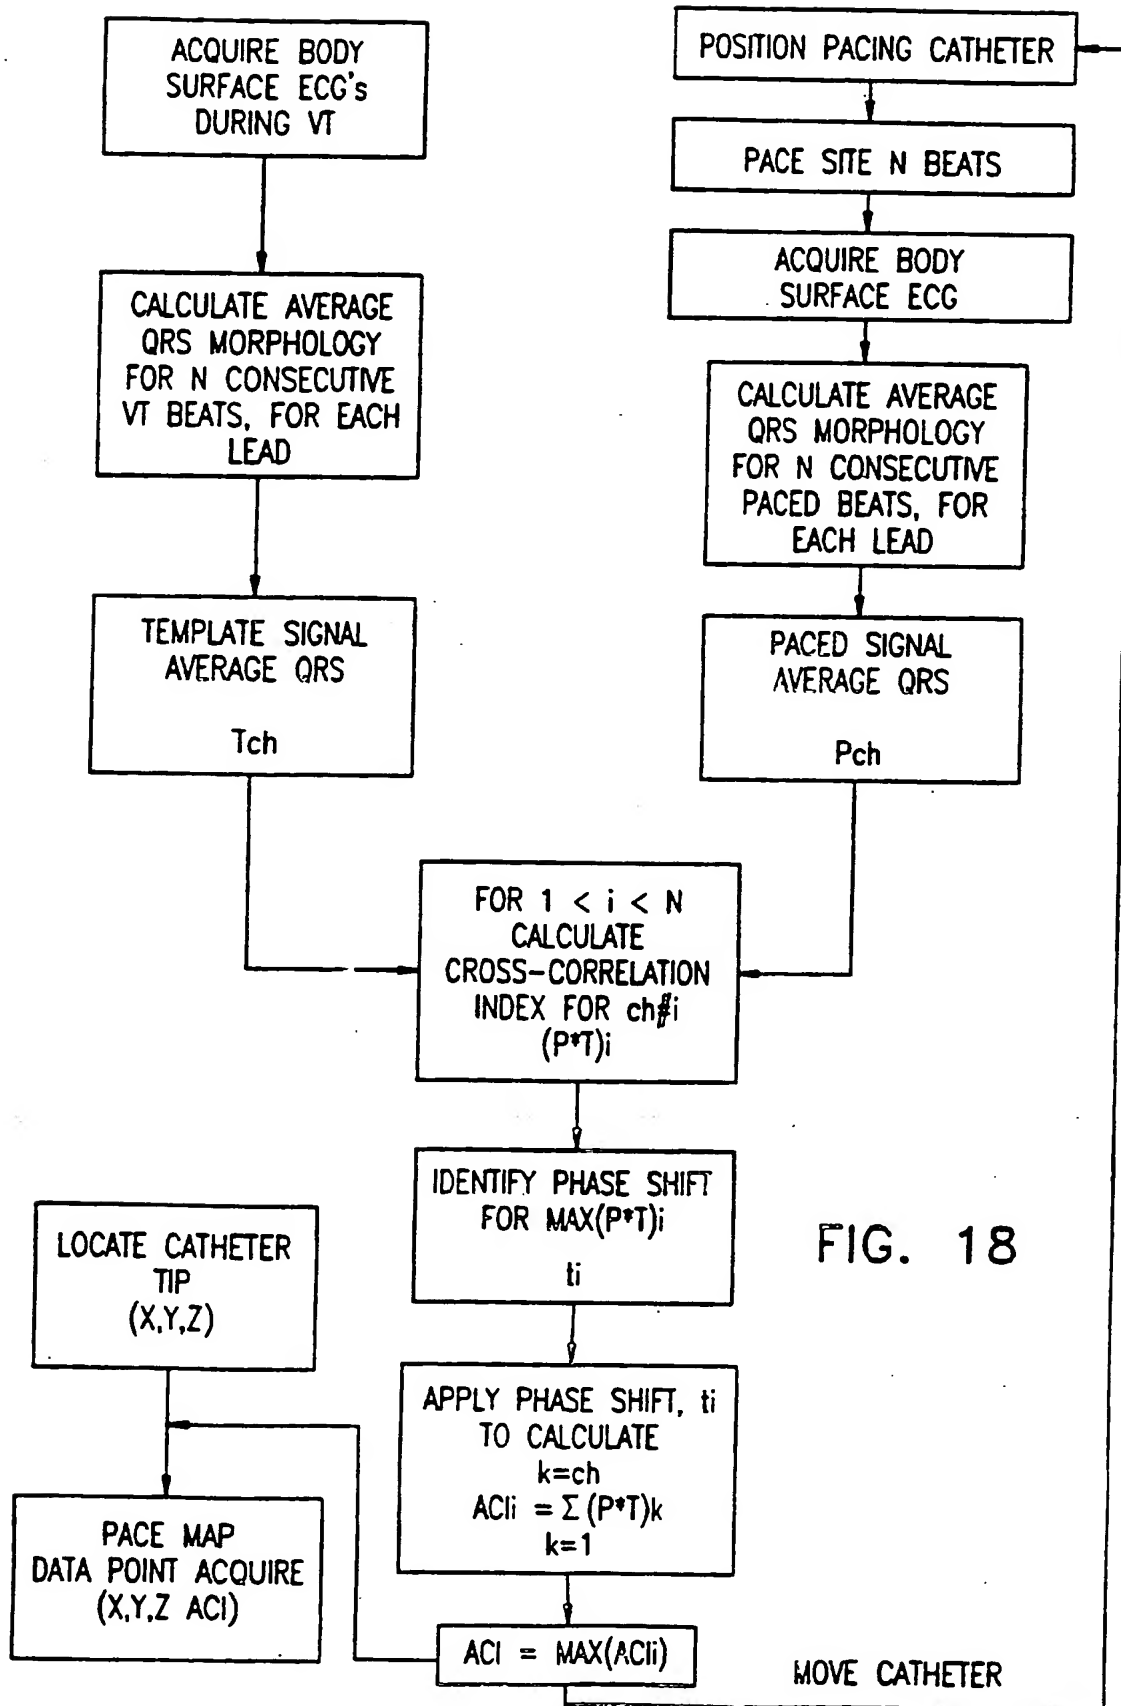 ACQUIRE BODY
SURFACE ECG's
DURING VT
CALCULATE AVERAGE
QRS MORPHOLOGY
FOR N CONSECUTIVE
VT BEATS, FOR EACH
LEAD
TEMPLATE SIGNAL
AVERAGE QRS
Tch
POSITION PACING CATHETER
PACE SITE N BEATS
ACQUIRE BODY
SURFACE ECG
CALCULATE AVERAGE
QRS MORPHOLOGY
FOR N CONSECUTIVE
PACED BEATS, FOR
EACH LEAD
PACED SIGNAL
AVERAGE QRS
Pch
FOR 1 < i < N
CALCULATE
CROSS-CORRELATION
INDEX FOR ch#i
(P*T)i
IDENTIFY PHASE SHIFT
FOR MAX(P*T)i
ti
APPLY PHASE SHIFT, ti
TO CALCULATE
k=ch
ACIi = Σ (P*T)k
k=1
ACI = MAX(ACIi)
LOCATE CATHETER
TIP
(X,Y,Z)
PACE MAP
DATA POINT ACQUIRE
(X,Y,Z ACI)
MOVE CATHETER
FIG. 18